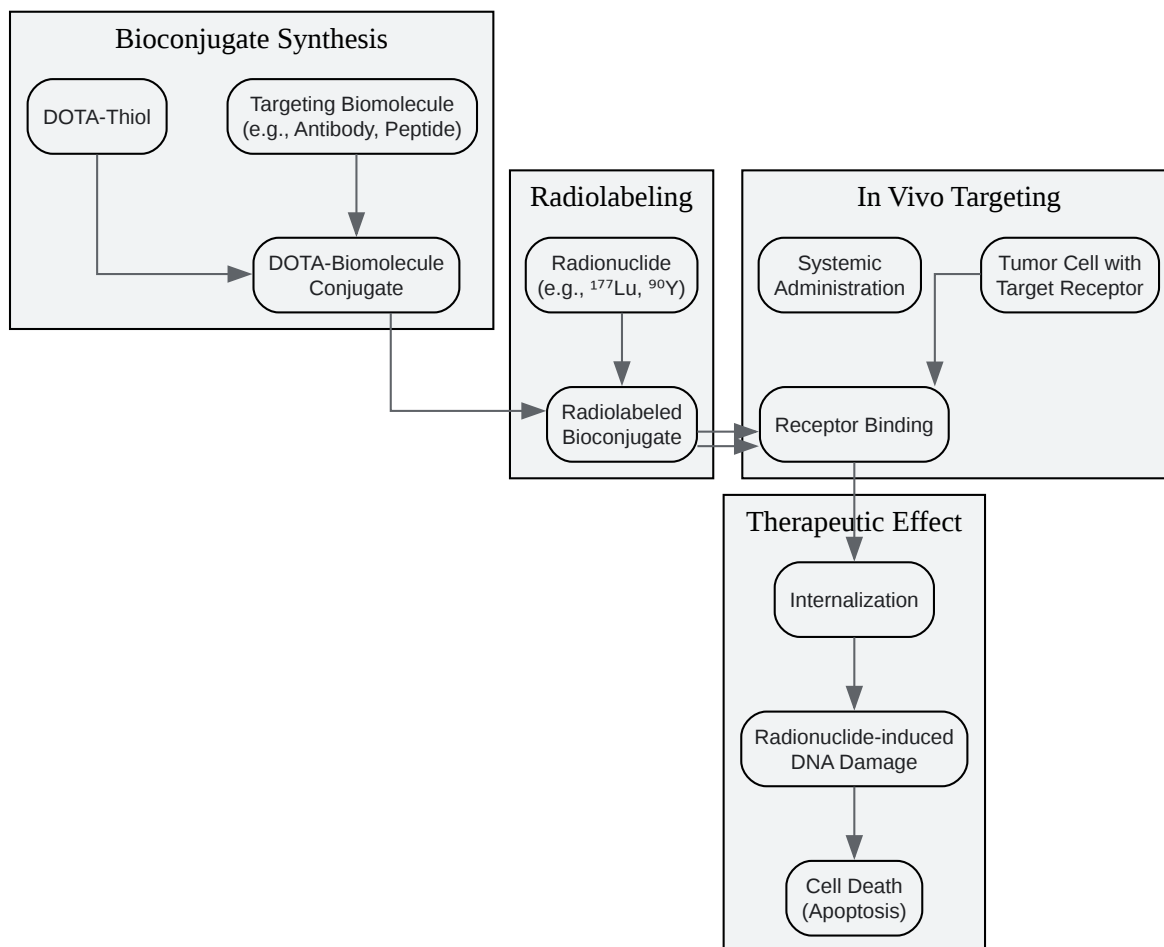 Bioconjugate Synthesis
DOTA-Thiol
Targeting Biomolecule
(e.g., Antibody, Peptide)
DOTA-Biomolecule
Conjugate
Radiolabeling
Radionuclide
(e.g., ¹⁷⁷Lu, ⁹⁰Y)
Radiolabeled
Bioconjugate
In Vivo Targeting
Systemic
Administration
Tumor Cell with
Target Receptor
Receptor Binding
Therapeutic Effect
Internalization
Radionuclide-induced
DNA Damage
Cell Death
(Apoptosis)